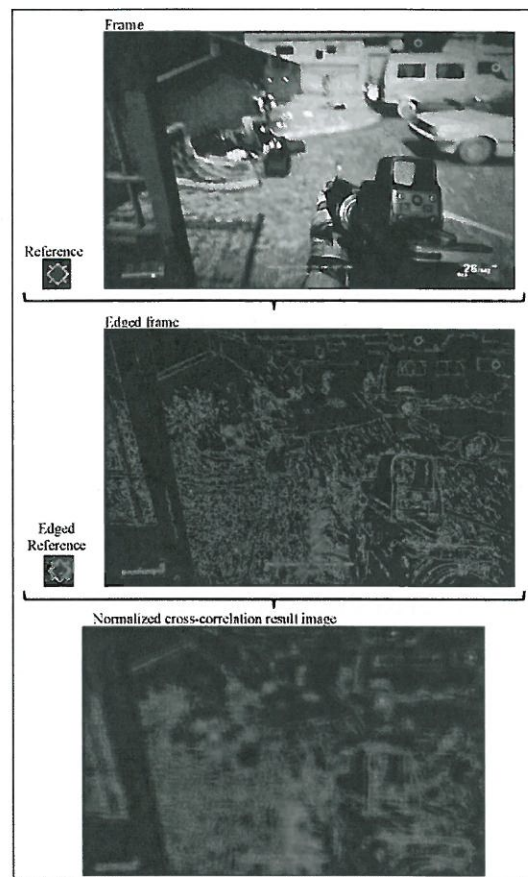 Frame
Reference
Edged frame
Edged
Reference
Normalized cross-correlation result image